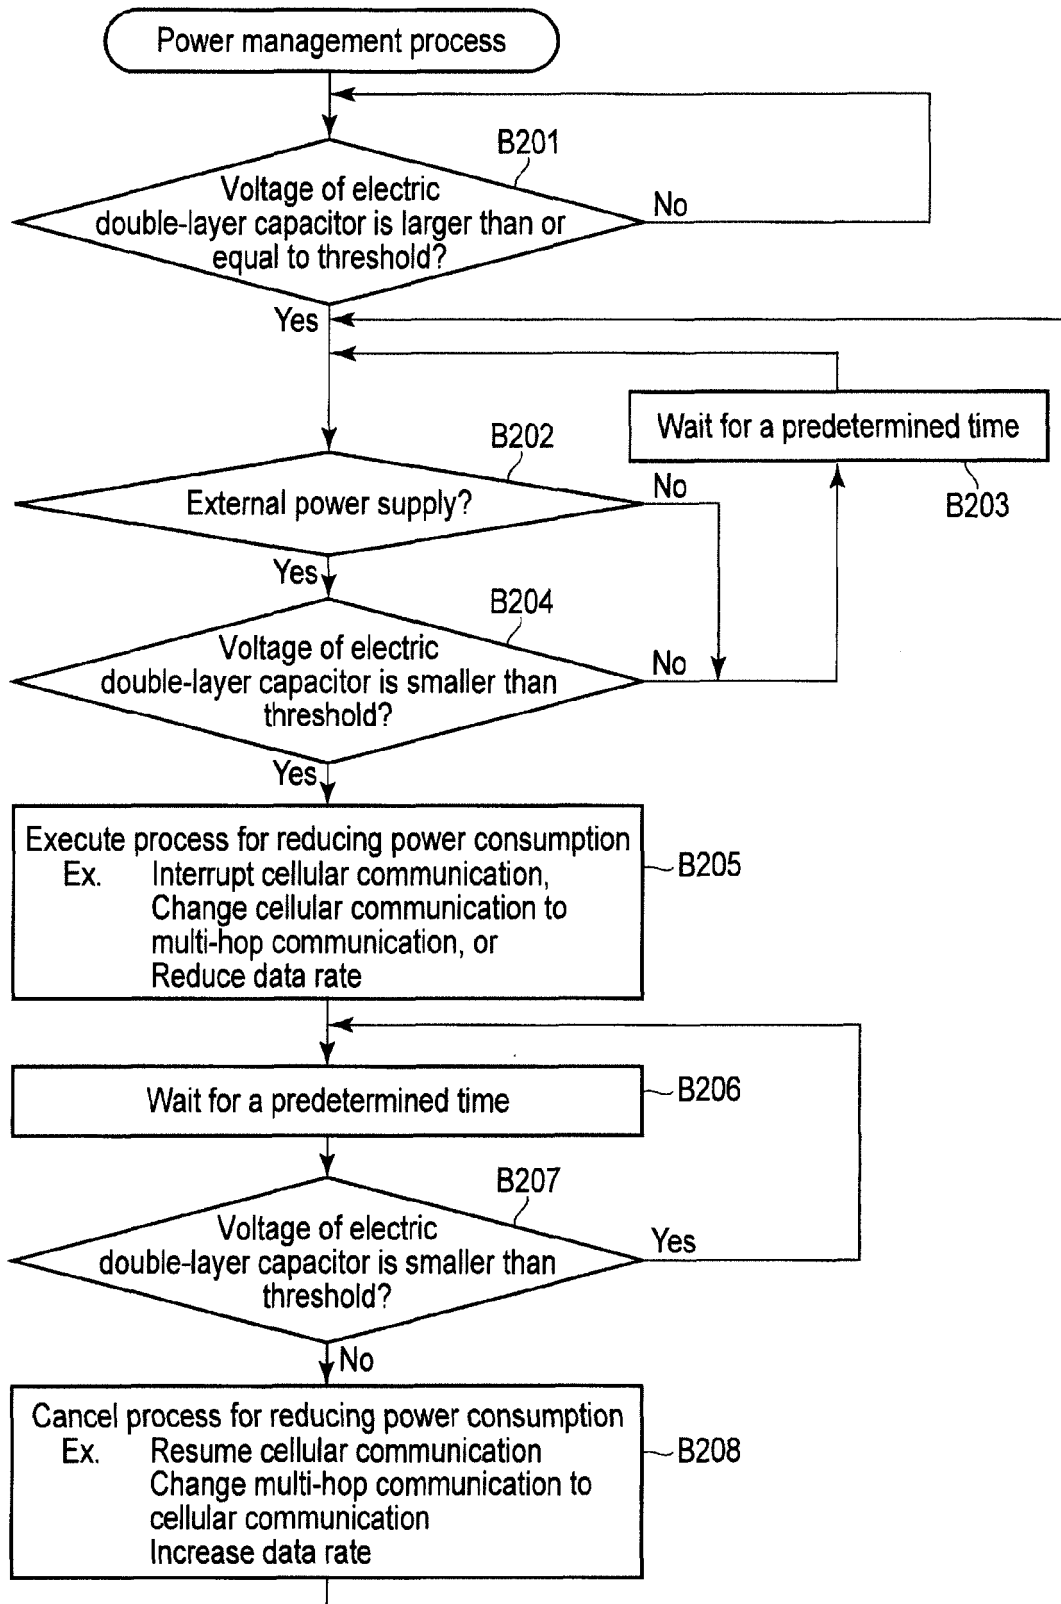 Power management process
B201
Voltage of electric
double-layer capacitor is larger than or
equal to threshold?
No
Yes
Wait for a predetermined time
B203
B202
External power supply?
No
Yes
B204
Voltage of electric
double-layer capacitor is smaller than
threshold?
No
Yes
Execute process for reducing power consumption
Ex. Interrupt cellular communication,
Change cellular communication to
multi-hop communication, or
Reduce data rate
B205
Wait for a predetermined time
B206
B207
Voltage of electric
double-layer capacitor is smaller than
threshold?
Yes
No
Cancel process for reducing power consumption
Ex. Resume cellular communication
Change multi-hop communication to
cellular communication
Increase data rate
B208